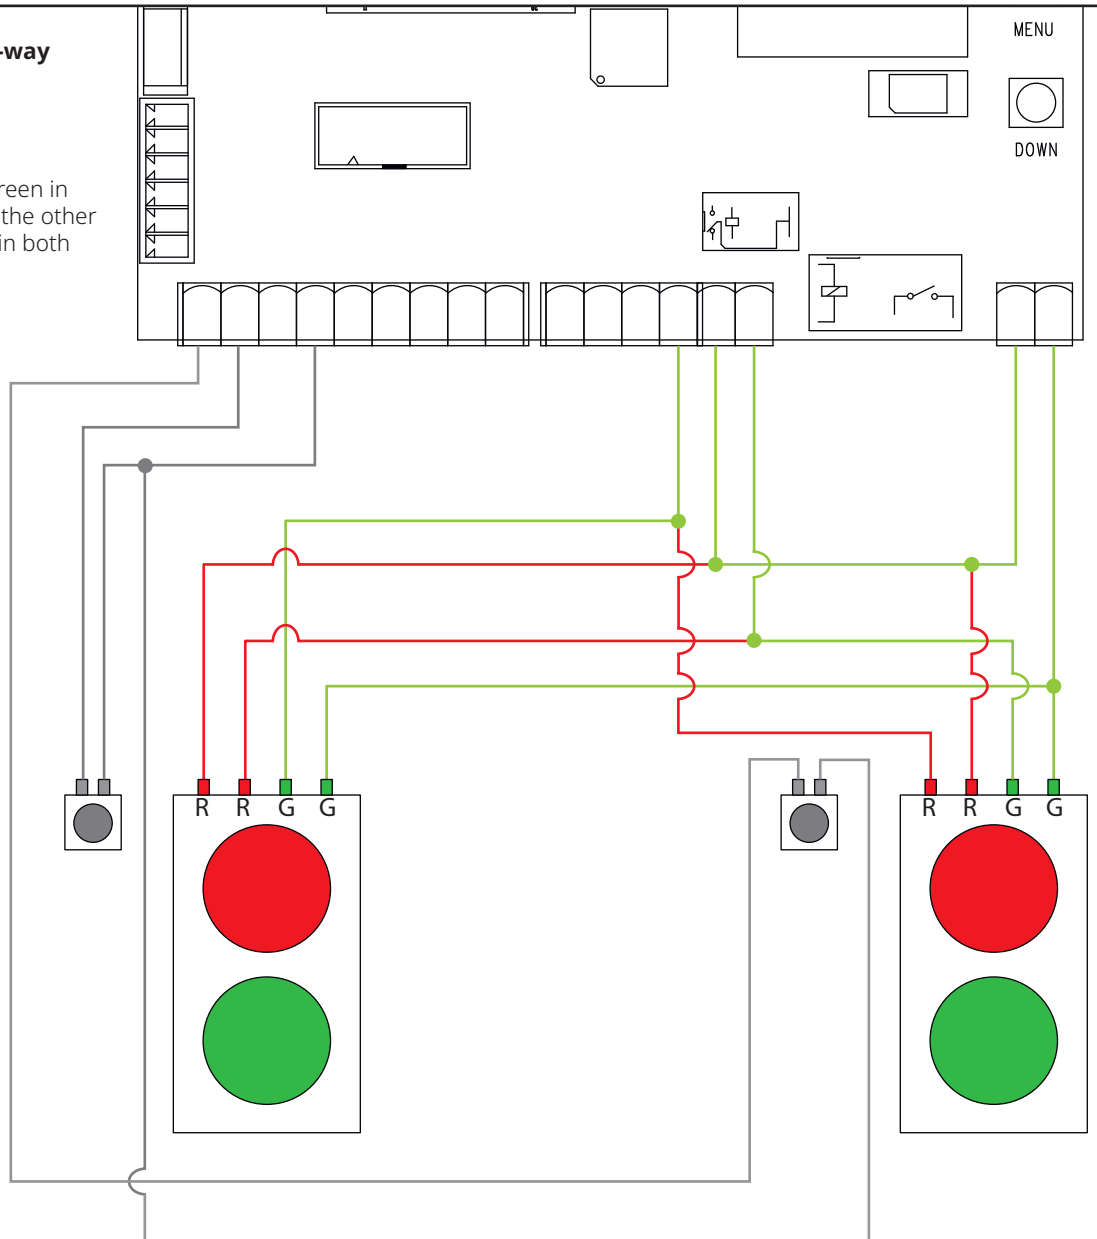 -way
MENU
DOWN
reen in
the other
in both
R R G G
R R G G